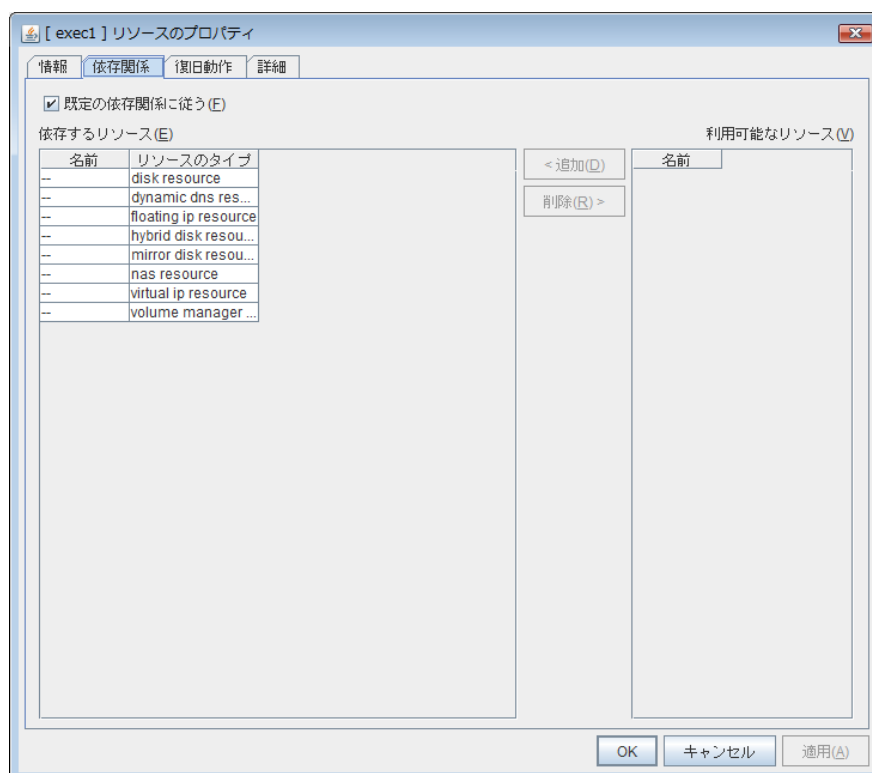 [ exec1 ] リソースのプロパティ
情報 依存関係 復旧動作 詳細
既定の依存関係に従う(F)
依存するリソース(E) 利用可能なリソース(V)
名前 リソースのタイプ < 追加(D) 名前
-- disk resource
-- dynamic dns res...
削除(R) >
-- floating ip resource
-- hybrid disk resou...
-- mirror disk resou...
-- nas resource
-- virtual ip resource
-- volume manager ...
OK キャンセル 適用(A)